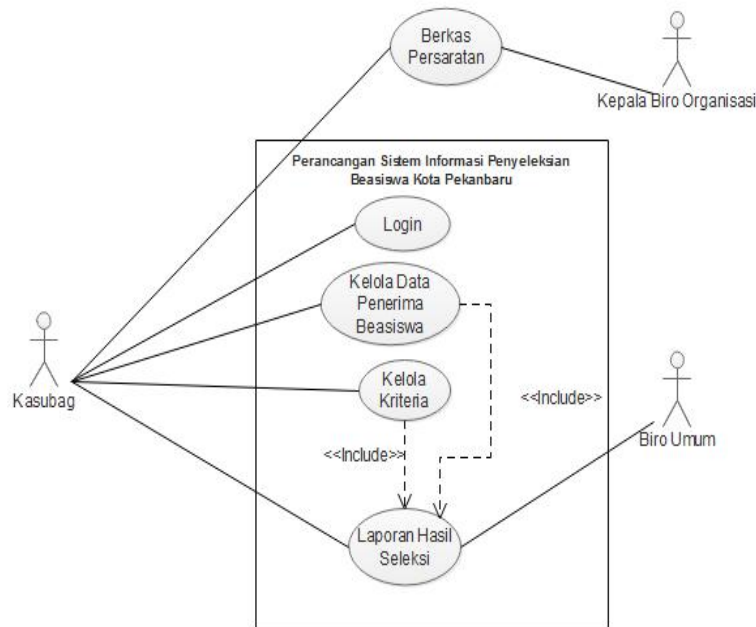 Berkas
Persaratan
Kepala Biro Organisasi
Perancangan Sistem Informasi Penyeleksian
Beasiswa Kota Pekanbaru
Login
Kelola Data
Penerima
Beasiswa
Kasubag
Kelola
Kriteria
<<Include>>
Biro Umum
<<Include>>
Laporan Hasil
Seleksi